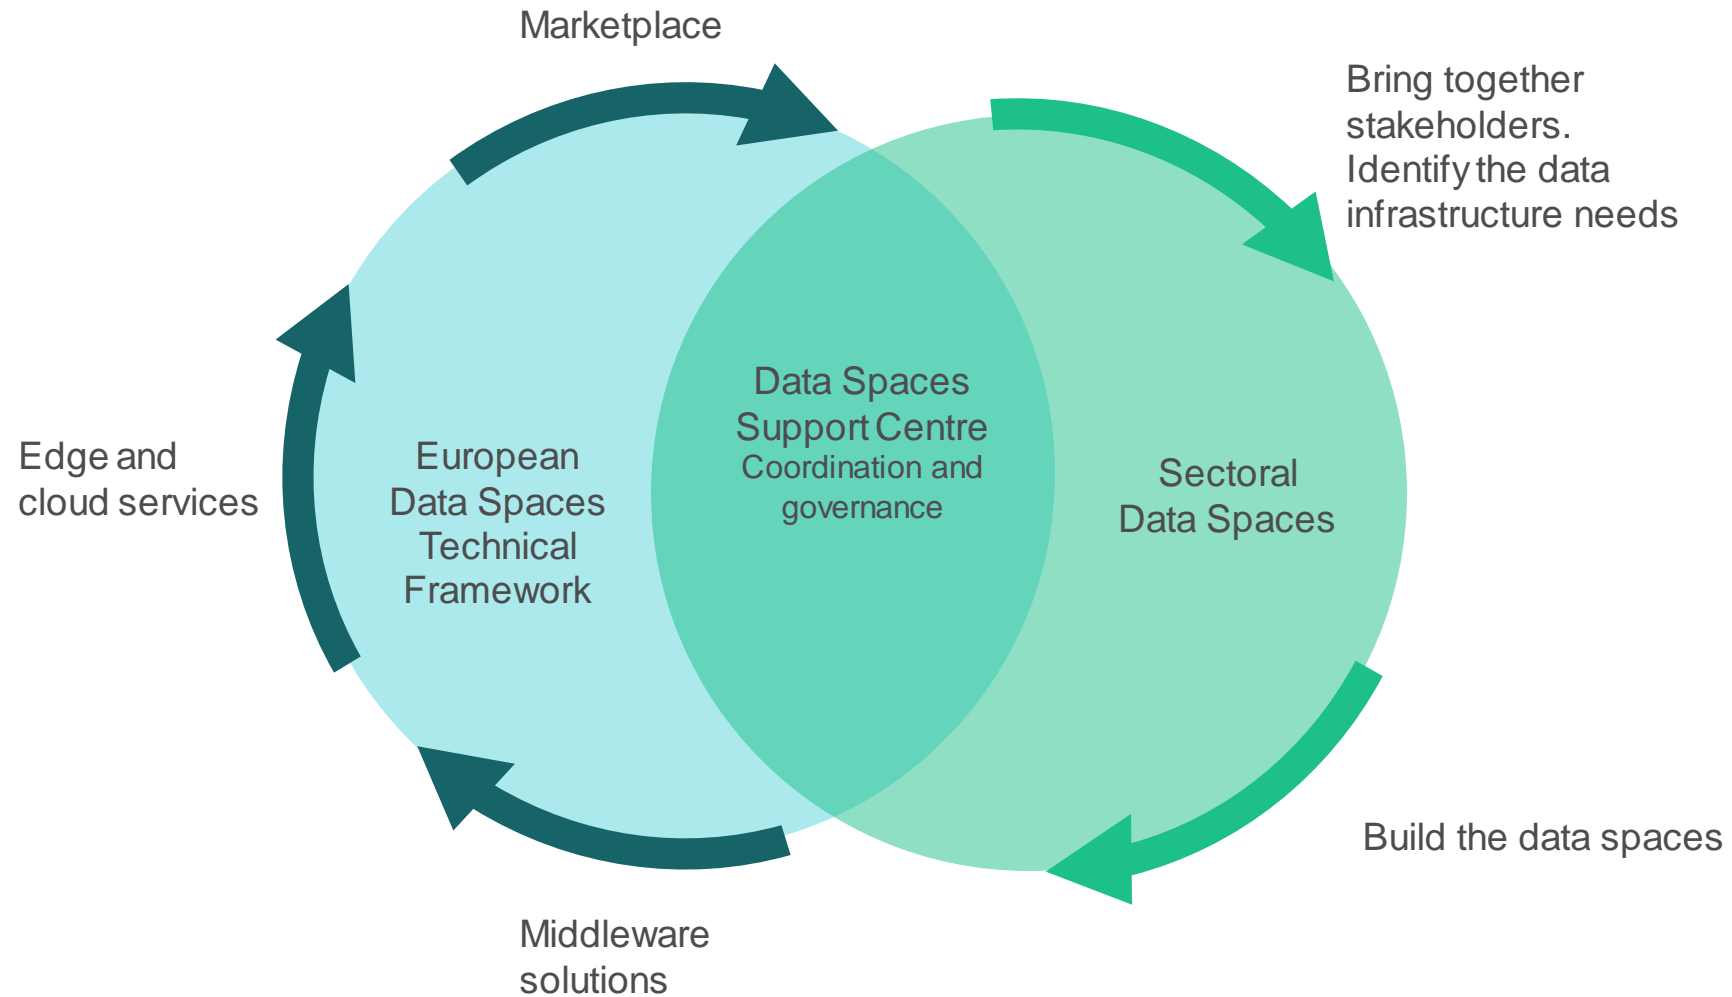 Marketplace
Bring together
stakeholders.
Identify the data
infrastructure needs
Edge and
cloud services
European
Data Spaces
Technical
Framework
Data Spaces
Support Centre
Coordination and
governance
Sectoral
Data Spaces
Build the data spaces
Middleware
solutions